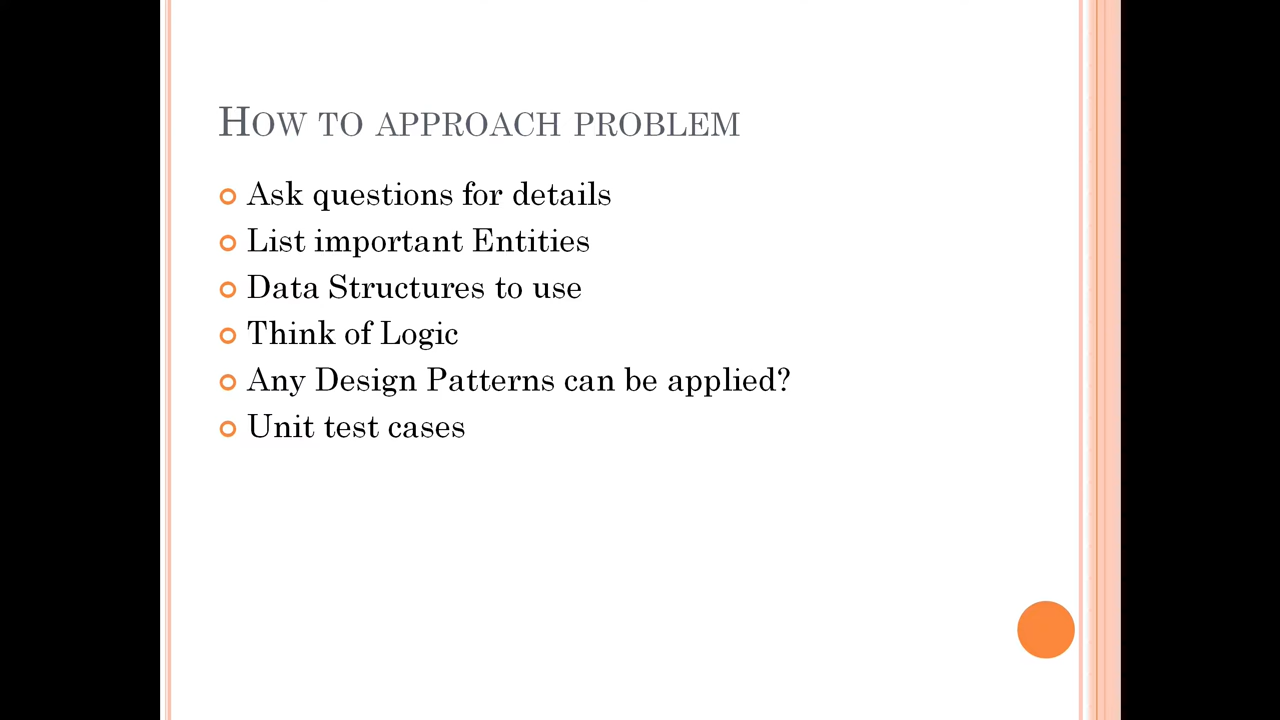 How to approach problem
Ask questions for details
List important Entities
Data Structures to use
Think of Logic
Any Design Patterns can be applied?
Unit test cases